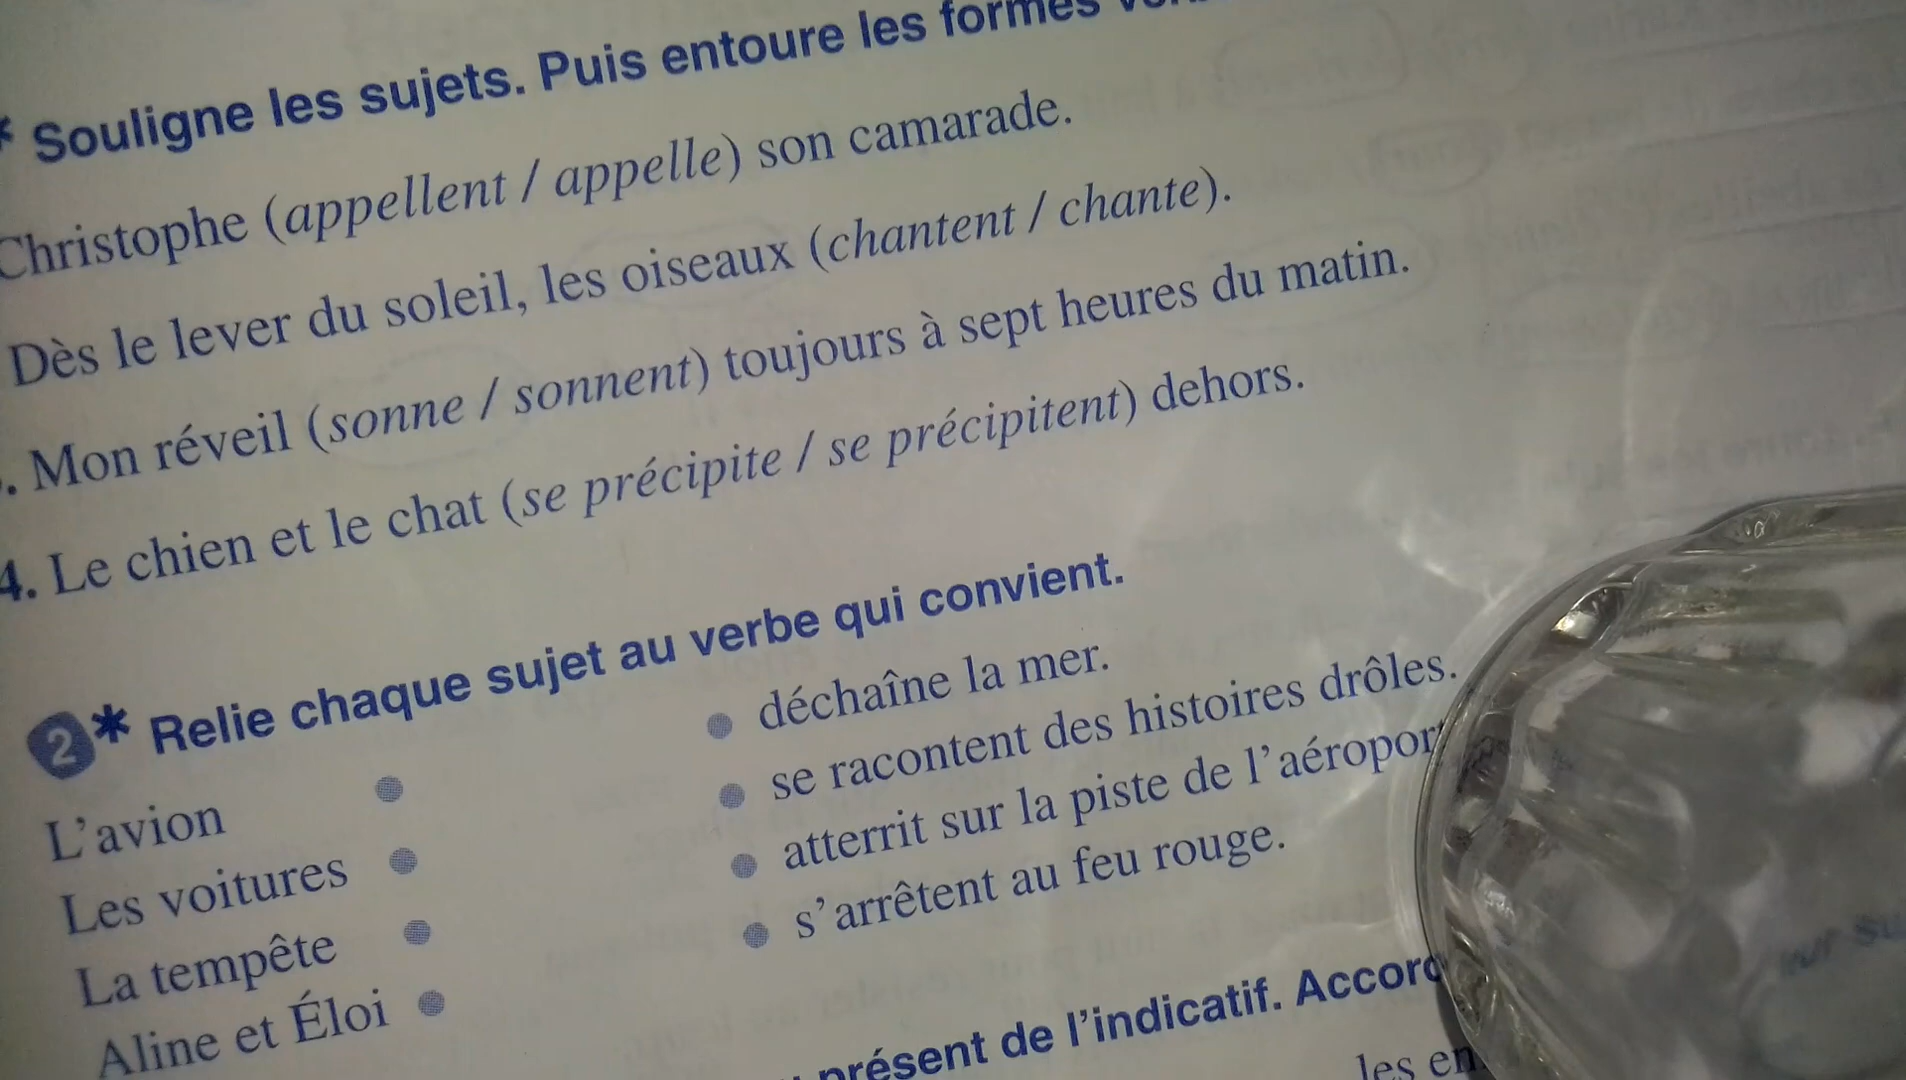 * Souligne les sujets. Puis entoure les formes
Christophe (appellent / appelle) son camarade.
Dès le lever du soleil, les oiseaux (chantent / chante).
. Mon réveil (sonne / sonnent) toujours à sept heures du matin.
4. Le chien et le chat (se précipite / se précipitent) dehors.
2* Relie chaque sujet au verbe qui convient.
L'avion
Les voitures
La tempête
Aline et Éloi
déchaîne la mer.
se racontent des histoires drôles.
atterrit sur la piste de l'aéroport
s'arrêtent au feu rouge.
présent de l'indicatif. Accord
les en